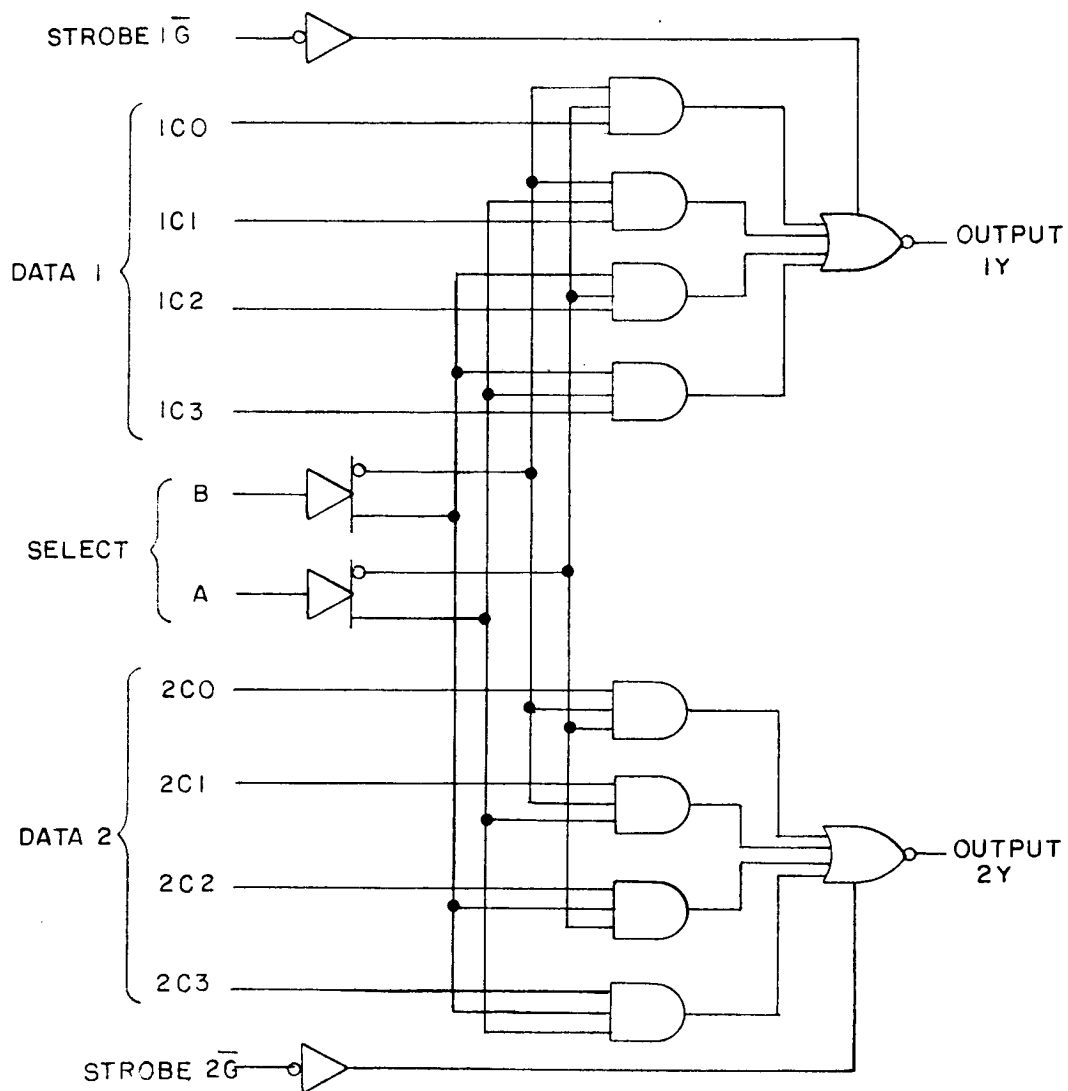 STROBE 1G̅
1C0
1C1
DATA 1
1C2
1C3
OUTPUT
1Y
B
SELECT
A
2C0
2C1
DATA 2
2C2
2C3
OUTPUT
2Y
STROBE 2G̅